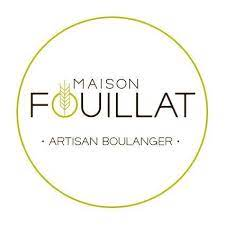 MAISON
FOUILLAT
· ARTISAN BOULANGER ·